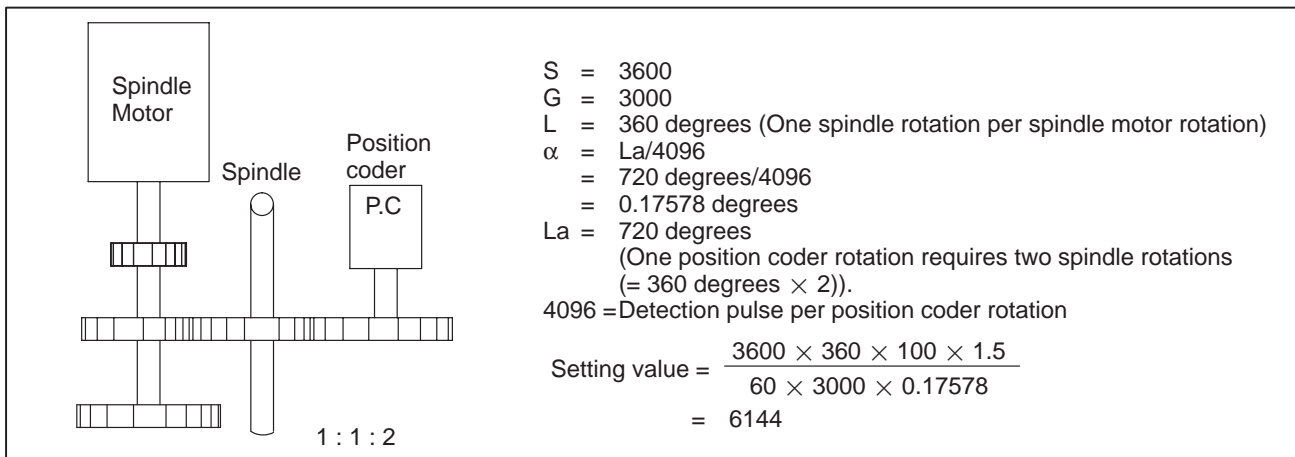 Spindle
Motor
Spindle
Position
coder
P.C
1 : 1 : 2
S = 3600
G = 3000
L = 360 degrees (One spindle rotation per spindle motor rotation)
α = La/4096
= 720 degrees/4096
= 0.17578 degrees
La = 720 degrees
(One position coder rotation requires two spindle rotations
(= 360 degrees × 2)).
4096 =Detection pulse per position coder rotation
Setting value = 3600 × 360 × 100 × 1.5
60 × 3000 × 0.17578
= 6144